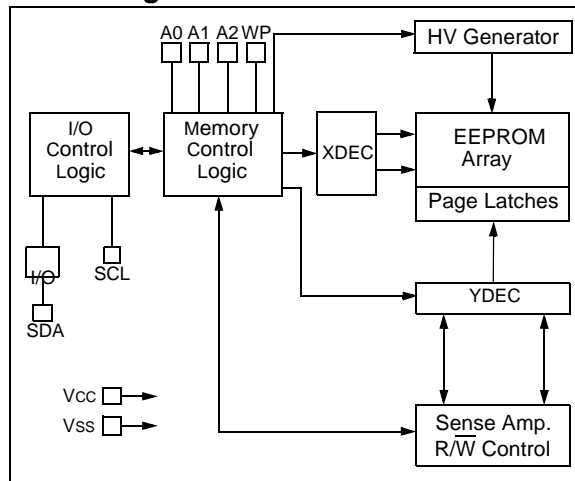 A0 A1 A2 WP
HV Generator
I/O
Control
Logic
Memory
Control
Logic
XDEC
EEPROM
Array
Page Latches
I/O
SCL
SDA
YDEC
Vcc
Vss
Sense Amp.
R/W̅ Control